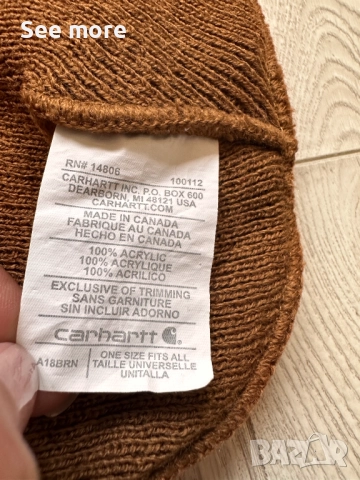 See more
RN# 14806 100112
CARHARTT INC. P.O. BOX 600
DEARBORN, MI 48121 USA
CARHARTT.COM
MADE IN CANADA
FABRIQUE AU CANADA
HECHO EN CANADA
100% ACRYLIC
100% ACRYLIQUE
100% ACRILICO
EXCLUSIVE OF TRIMMING
SANS GARNITURE
SIN INCLUIR ADORNO
carhartt
A18BRN
ONE SIZE FITS ALL
TAILLE UNIVERSELLE
UNITALLA
BAZAR
bg